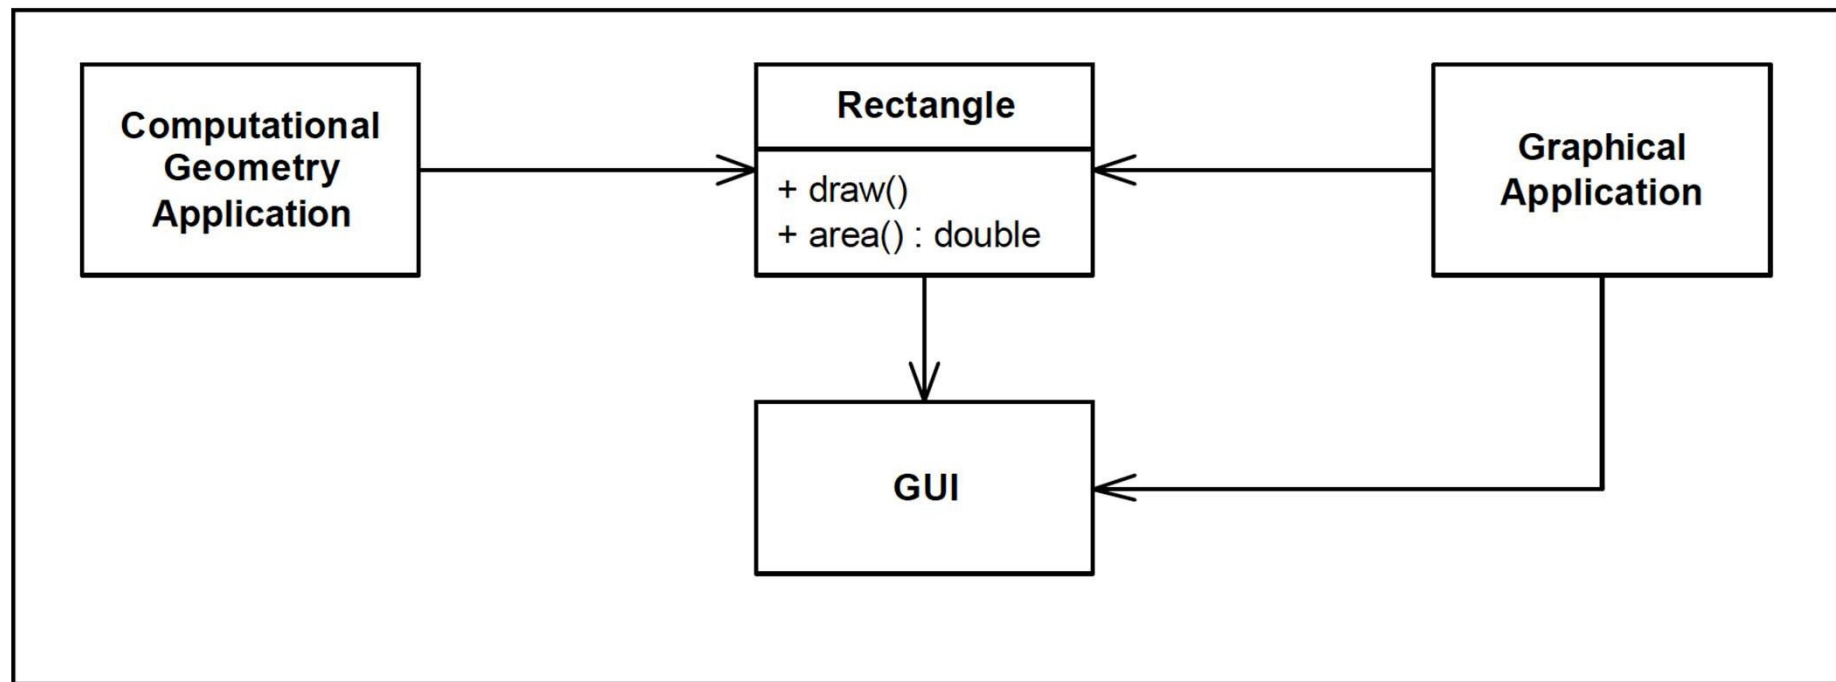 Computational
Geometry
Application
Rectangle
+ draw()
+ area() : double
Graphical
Application
GUI